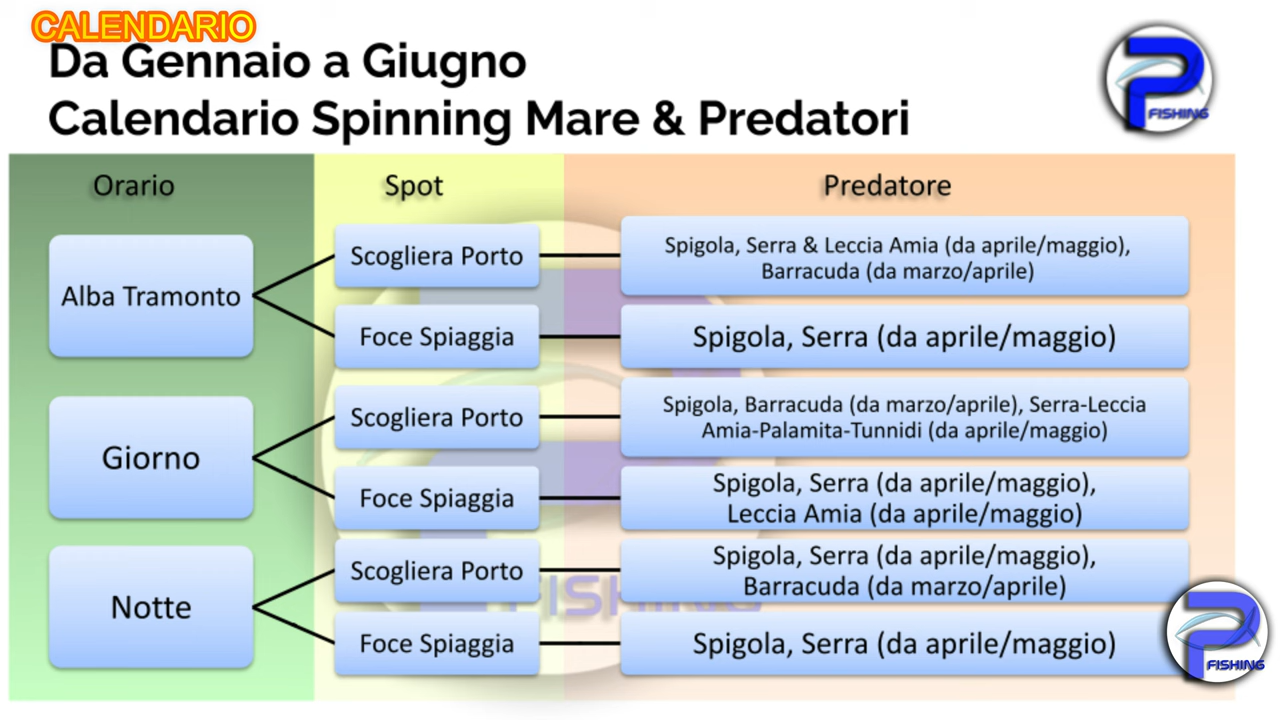 CALENDARIO
Da Gennaio a Giugno
Calendario Spinning Mare & Predatori
P FISHING
Orario
Spot
Predatore
Alba Tramonto
Scogliera Porto
Spigola, Serra & Leccia Amia (da aprile/maggio),
Barracuda (da marzo/aprile)
Foce Spiaggia
Spigola, Serra (da aprile/maggio)
Giorno
Scogliera Porto
Spigola, Barracuda (da marzo/aprile), Serra-Leccia
Amia-Palamita-Tunnidi (da aprile/maggio)
Foce Spiaggia
Spigola, Serra (da aprile/maggio),
Leccia Amia (da aprile/maggio)
Notte
Scogliera Porto
Spigola, Serra (da aprile/maggio),
Barracuda (da marzo/aprile)
Foce Spiaggia
Spigola, Serra (da aprile/maggio)
FISHING
P FISHING